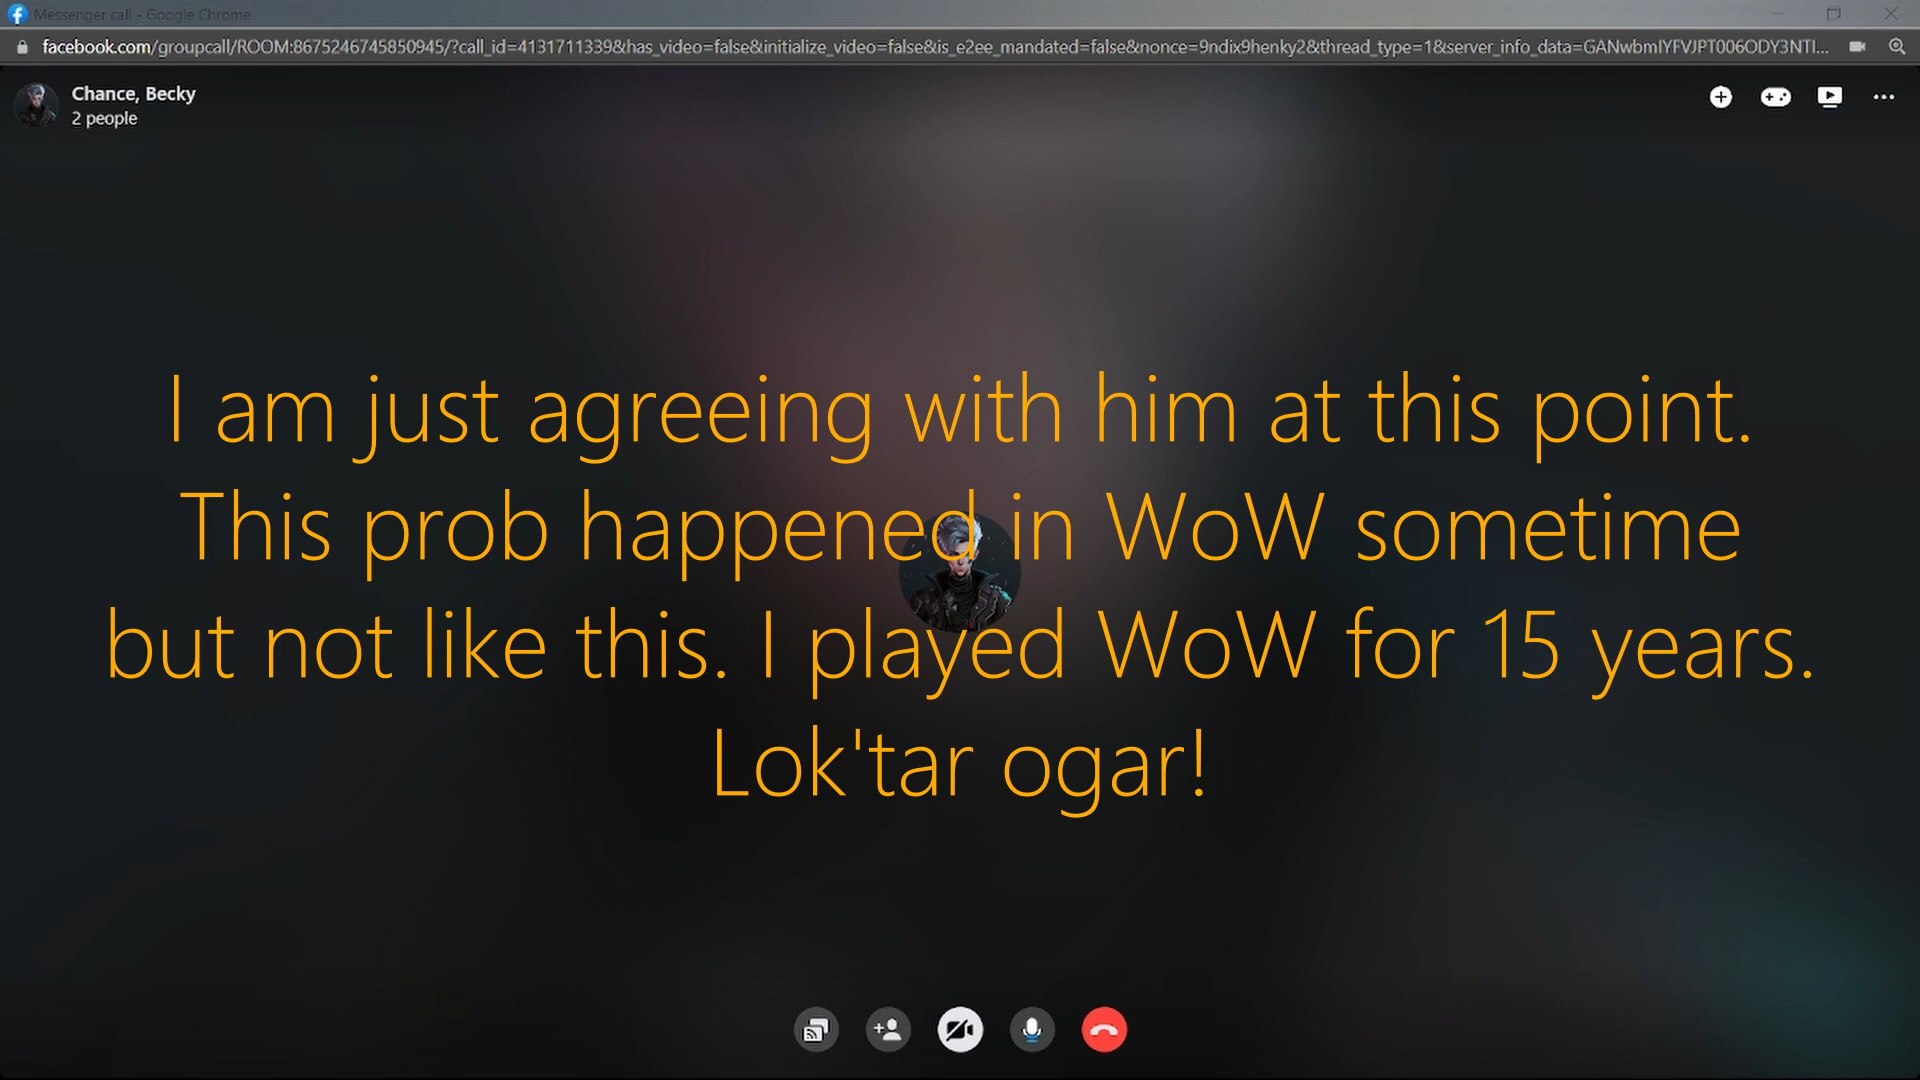 Messenger call - Google Chrome
facebook.com/groupcall/ROOM:8675246745850945/?call_id=4131711339&has_video=false&initialize_video=false&is_e2ee_mandated=false&nonce=9ndix9henky2&thread_type=1&server_info_data=GANwbmIYFVJPT006ODY3NTI...
Chance, Becky
2 people
I am just agreeing with him at this point.
This prob happened in WoW sometime
but not like this. I played WoW for 15 years.
Lok'tar ogar!